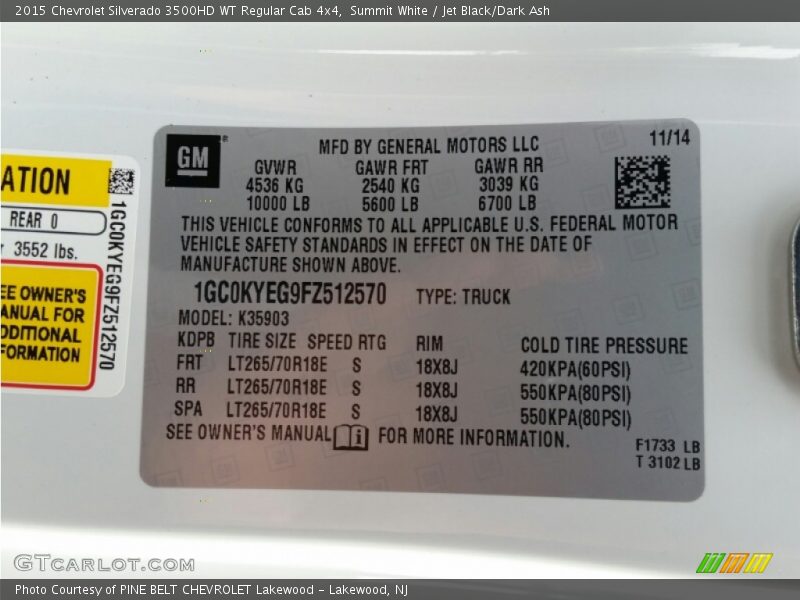 2015 Chevrolet Silverado 3500HD WT Regular Cab 4x4, Summit White / Jet Black/Dark Ash
ATION
REAR 0
3552 lbs.
EE OWNER'S
ANUAL FOR
DDITIONAL
FORMATION
1GC0KYEG9FZ512570
GM
MFD BY GENERAL MOTORS LLC
11/14
GVWR GAWR FRT GAWR RR
4536 KG 2540 KG 3039 KG
10000 LB 5600 LB 6700 LB
THIS VEHICLE CONFORMS TO ALL APPLICABLE U.S. FEDERAL MOTOR
VEHICLE SAFETY STANDARDS IN EFFECT ON THE DATE OF
MANUFACTURE SHOWN ABOVE.
1GC0KYEG9FZ512570 TYPE: TRUCK
MODEL: K35903
KDPB TIRE SIZE SPEED RTG RIM COLD TIRE PRESSURE
FRT LT265/70R18E S 18X8J 420KPA(60PSI)
RR LT265/70R18E S 18X8J 550KPA(80PSI)
SPA LT265/70R18E S 18X8J 550KPA(80PSI)
SEE OWNER'S MANUAL FOR MORE INFORMATION.
F1733 LB
T 3102 LB
GTCARLOT.COM
Photo Courtesy of PINE BELT CHEVROLET Lakewood - Lakewood, NJ